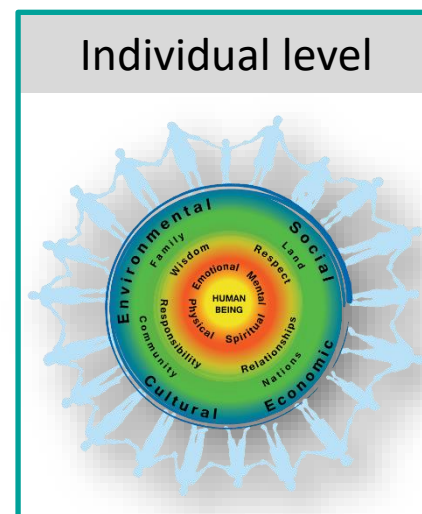 Individual level
Environmental
Social
Economic
Cultural
Family
Land
Nations
Community
Wisdom
Respect
Relationships
Responsibility
Emotional
Mental
Spiritual
Physical
HUMAN
BEING